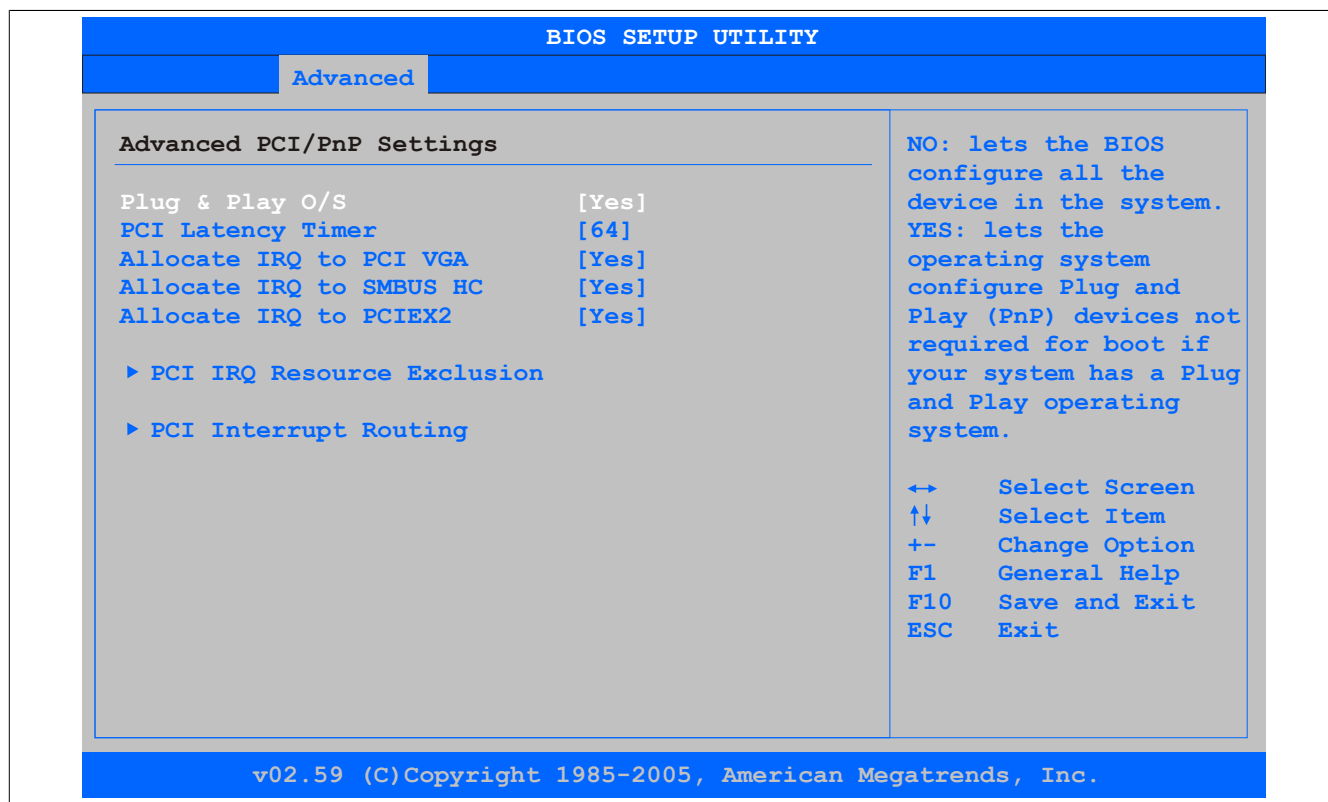 BIOS SETUP UTILITY
Advanced
Advanced PCI/PnP Settings
Plug & Play O/S [Yes]
PCI Latency Timer [64]
Allocate IRQ to PCI VGA [Yes]
Allocate IRQ to SMBUS HC [Yes]
Allocate IRQ to PCIEX2 [Yes]
PCI IRQ Resource Exclusion
PCI Interrupt Routing
NO: lets the BIOS
configure all the
device in the system.
YES: lets the
operating system
configure Plug and
Play (PnP) devices not
required for boot if
your system has a Plug
and Play operating
system.
↔ Select Screen
↑↓ Select Item
+- Change Option
F1 General Help
F10 Save and Exit
ESC Exit
v02.59 (C)Copyright 1985-2005, American Megatrends, Inc.